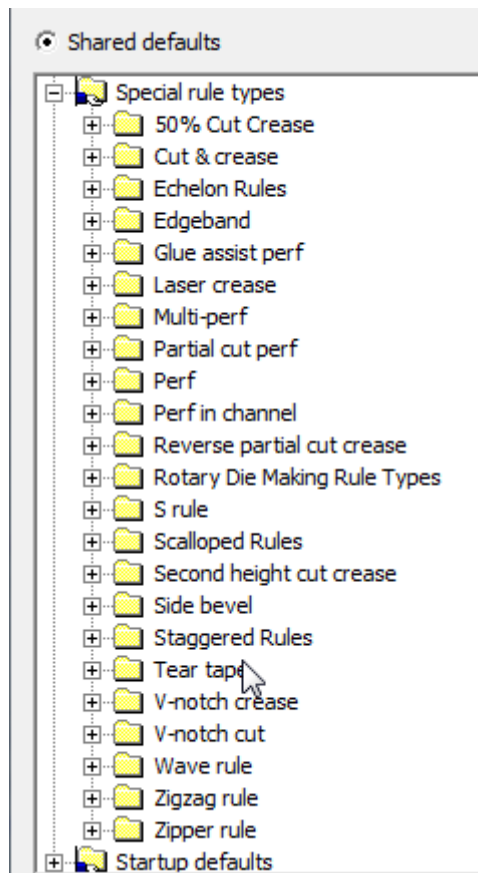 Shared defaults
Special rule types
50% Cut Crease
Cut & crease
Echelon Rules
Edgeband
Glue assist perf
Laser crease
Multi-perf
Partial cut perf
Perf
Perf in channel
Reverse partial cut crease
Rotary Die Making Rule Types
S rule
Scalloped Rules
Second height cut crease
Side bevel
Staggered Rules
Tear tape
V-notch crease
V-notch cut
Wave rule
Zigzag rule
Zipper rule
Startup defaults